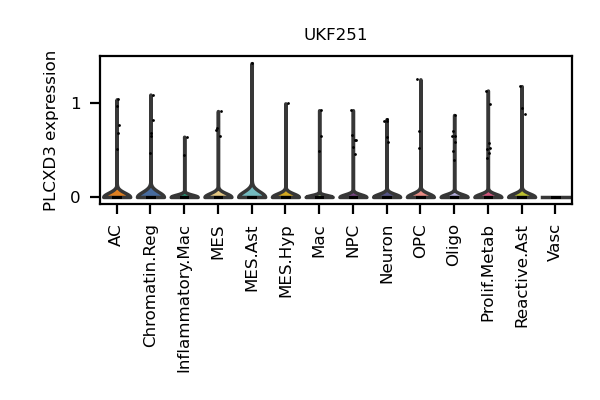 UKF251
PLCXD3 expression
1
0
AC
Chromatin.Reg
Inflammatory.Mac
MES
MES.Ast
MES.Hyp
Mac
NPC
Neuron
OPC
Oligo
Prolif.Metab
Reactive.Ast
Vasc